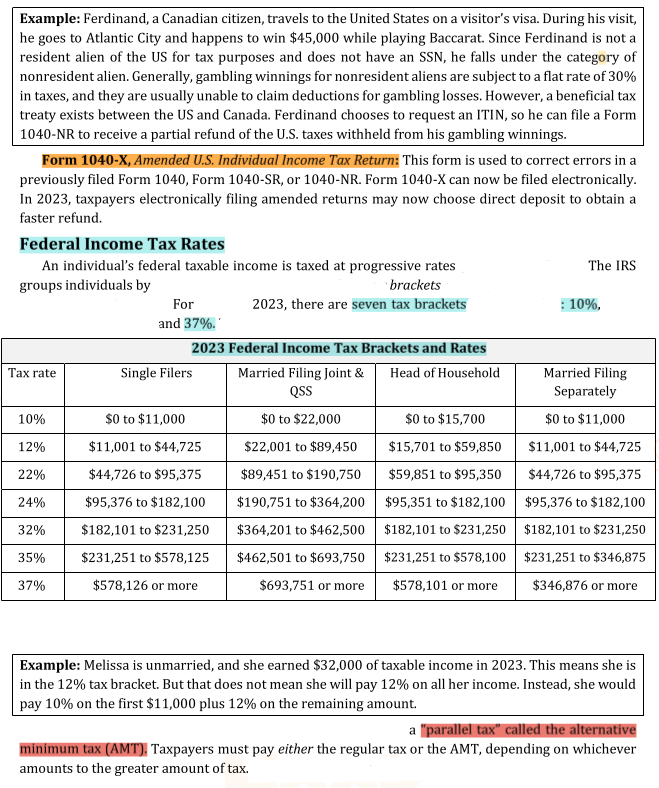 Example: Ferdinand, a Canadian citizen, travels to the United States on a visitor's visa. During his visit,
he goes to Atlantic City and happens to win $45,000 while playing Baccarat. Since Ferdinand is not a
resident alien of the US for tax purposes and does not have an SSN, he falls under the category of
nonresident alien. Generally, gambling winnings for nonresident aliens are subject to a flat rate of 30%
in taxes, and they are usually unable to claim deductions for gambling losses. However, a beneficial tax
treaty exists between the US and Canada. Ferdinand chooses to request an ITIN, so he can file a Form
1040-NR to receive a partial refund of the U.S. taxes withheld from his gambling winnings.
Form 1040-X, Amended U.S. Individual Income Tax Return: This form is used to correct errors in a
previously filed Form 1040, Form 1040-SR, or 1040-NR. Form 1040-X can now be filed electronically.
In 2023, taxpayers electronically filing amended returns may now choose direct deposit to obtain a
faster refund.
Federal Income Tax Rates
An individual's federal taxable income is taxed at progressive rates The IRS
groups individuals by brackets
For 2023, there are seven tax brackets : 10%,
and 37%.
2023 Federal Income Tax Brackets and Rates
Tax rate Single Filers Married Filing Joint & Head of Household Married Filing
QSS Separately
10% $0 to $11,000 $0 to $22,000 $0 to $15,700 $0 to $11,000
12% $11,001 to $44,725 $22,001 to $89,450 $15,701 to $59,850 $11,001 to $44,725
22% $44,726 to $95,375 $89,451 to $190,750 $59,851 to $95,350 $44,726 to $95,375
24% $95,376 to $182,100 $190,751 to $364,200 $95,351 to $182,100 $95,376 to $182,100
32% $182,101 to $231,250 $364,201 to $462,500 $182,101 to $231,250 $182,101 to $231,250
35% $231,251 to $578,125 $462,501 to $693,750 $231,251 to $578,100 $231,251 to $346,875
37% $578,126 or more $693,751 or more $578,101 or more $346,876 or more
Example: Melissa is unmarried, and she earned $32,000 of taxable income in 2023. This means she is
in the 12% tax bracket. But that does not mean she will pay 12% on all her income. Instead, she would
pay 10% on the first $11,000 plus 12% on the remaining amount.
a "parallel tax" called the alternative
minimum tax (AMT). Taxpayers must pay either the regular tax or the AMT, depending on whichever
amounts to the greater amount of tax.